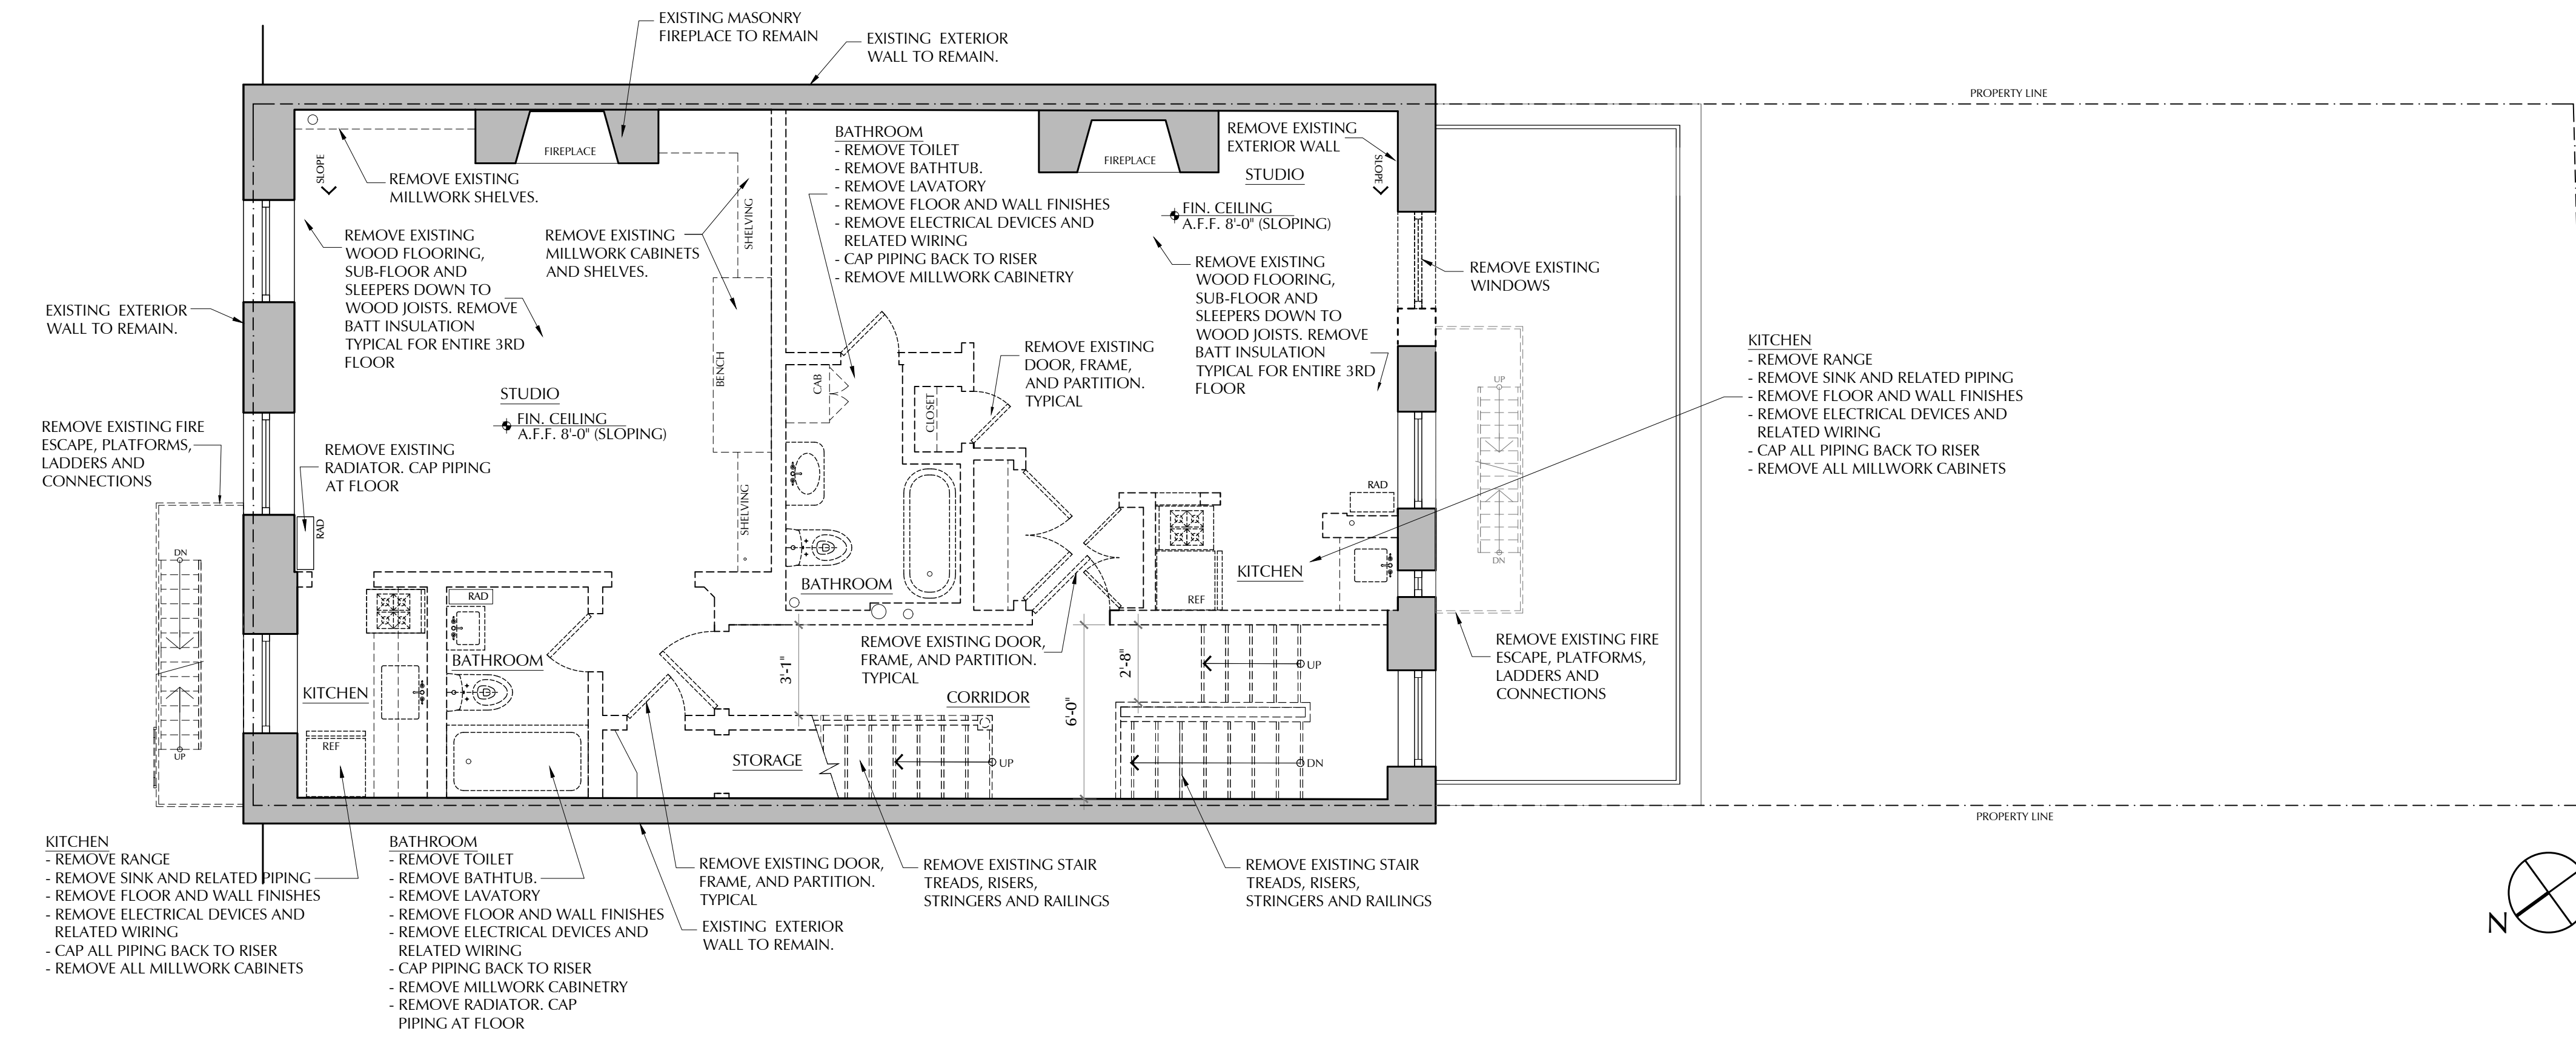 EXISTING MASONRY
FIREPLACE TO REMAIN
EXISTING EXTERIOR
WALL TO REMAIN.
PROPERTY LINE
FIREPLACE
SLOPE
REMOVE EXISTING
MILLWORK SHELVES.
SHELVING
BATHROOM
- REMOVE TOILET
- REMOVE BATHTUB.
- REMOVE LAVATORY
- REMOVE FLOOR AND WALL FINISHES
- REMOVE ELECTRICAL DEVICES AND
RELATED WIRING
- CAP PIPING BACK TO RISER
- REMOVE MILLWORK CABINETRY
FIREPLACE
REMOVE EXISTING
EXTERIOR WALL
SLOPE
STUDIO
FIN. CEILING
A.F.F. 8'-0" (SLOPING)
REMOVE EXISTING
WOOD FLOORING,
SUB-FLOOR AND
SLEEPERS DOWN TO
WOOD JOISTS. REMOVE
BATT INSULATION
TYPICAL FOR ENTIRE 3RD
FLOOR
REMOVE EXISTING
MILLWORK CABINETS
AND SHELVES.
REMOVE EXISTING
WOOD FLOORING,
SUB-FLOOR AND
SLEEPERS DOWN TO
WOOD JOISTS. REMOVE
BATT INSULATION
TYPICAL FOR ENTIRE 3RD
FLOOR
REMOVE EXISTING
WINDOWS
EXISTING EXTERIOR
WALL TO REMAIN.
BENCH
CAB
CLOSET
REMOVE EXISTING
DOOR, FRAME,
AND PARTITION.
TYPICAL
UP
DN
KITCHEN
- REMOVE RANGE
- REMOVE SINK AND RELATED PIPING
- REMOVE FLOOR AND WALL FINISHES
- REMOVE ELECTRICAL DEVICES AND
RELATED WIRING
- CAP ALL PIPING BACK TO RISER
- REMOVE ALL MILLWORK CABINETS
STUDIO
FIN. CEILING
A.F.F. 8'-0" (SLOPING)
REMOVE EXISTING FIRE
ESCAPE, PLATFORMS,
LADDERS AND
CONNECTIONS
REMOVE EXISTING
RADIATOR. CAP PIPING
AT FLOOR
RAD
SHELVING
RAD
DN
UP
BATHROOM
KITCHEN
REF
RAD
BATHROOM
KITCHEN
REF
3'-1"
REMOVE EXISTING DOOR,
FRAME, AND PARTITION.
TYPICAL
CORRIDOR
6'-0"
2'-8"
UP
REMOVE EXISTING FIRE
ESCAPE, PLATFORMS,
LADDERS AND
CONNECTIONS
STORAGE
UP
DN
PROPERTY LINE
KITCHEN
- REMOVE RANGE
- REMOVE SINK AND RELATED PIPING
- REMOVE FLOOR AND WALL FINISHES
- REMOVE ELECTRICAL DEVICES AND
RELATED WIRING
- CAP ALL PIPING BACK TO RISER
- REMOVE ALL MILLWORK CABINETS
BATHROOM
- REMOVE TOILET
- REMOVE BATHTUB.
- REMOVE LAVATORY
- REMOVE FLOOR AND WALL FINISHES
- REMOVE ELECTRICAL DEVICES AND
RELATED WIRING
- CAP PIPING BACK TO RISER
- REMOVE MILLWORK CABINETRY
- REMOVE RADIATOR. CAP
PIPING AT FLOOR
REMOVE EXISTING DOOR,
FRAME, AND PARTITION.
TYPICAL
EXISTING EXTERIOR
WALL TO REMAIN.
REMOVE EXISTING STAIR
TREADS, RISERS,
STRINGERS AND RAILINGS
REMOVE EXISTING STAIR
TREADS, RISERS,
STRINGERS AND RAILINGS
N